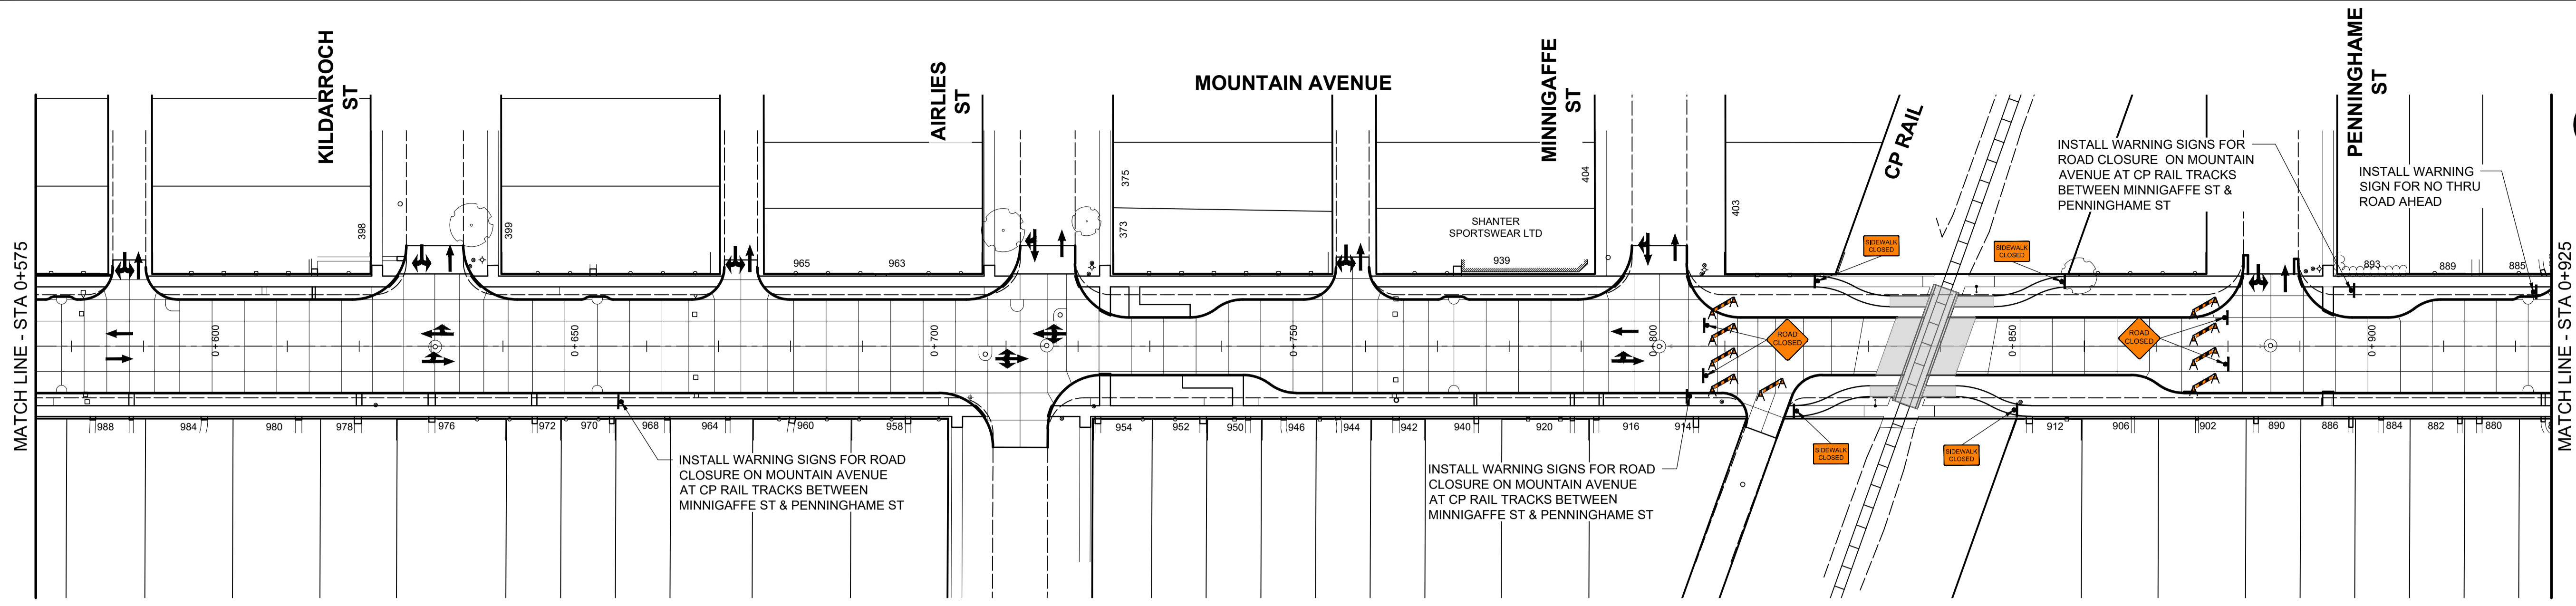 MATCH LINE - STA 0+575
KILDARROCH
ST
AIRLIES
ST
MOUNTAIN AVENUE
MINNIGAFFE
ST
CP RAIL
PENNINGHAME
ST
MATCH LINE - STA 0+925
INSTALL WARNING SIGNS FOR
ROAD CLOSURE ON MOUNTAIN
AVENUE AT CP RAIL TRACKS
BETWEEN MINNIGAFFE ST &
PENNINGHAME ST
INSTALL WARNING
SIGN FOR NO THRU
ROAD AHEAD
398
399
375
373
404
403
SHANTER
SPORTSWEAR LTD
965
963
939
893
889
885
SIDEWALK
CLOSED
SIDEWALK
CLOSED
0+600
0+650
0+700
0+750
0+800
0+850
0+900
ROAD
CLOSED
ROAD
CLOSED
988
984
980
978
976
972
970
968
964
960
958
954
952
950
946
944
942
940
920
916
914
912
906
902
890
886
884
882
880
SIDEWALK
CLOSED
SIDEWALK
CLOSED
INSTALL WARNING SIGNS FOR ROAD
CLOSURE ON MOUNTAIN AVENUE
AT CP RAIL TRACKS BETWEEN
MINNIGAFFE ST & PENNINGHAME ST
INSTALL WARNING SIGNS FOR ROAD
CLOSURE ON MOUNTAIN AVENUE
AT CP RAIL TRACKS BETWEEN
MINNIGAFFE ST & PENNINGHAME ST